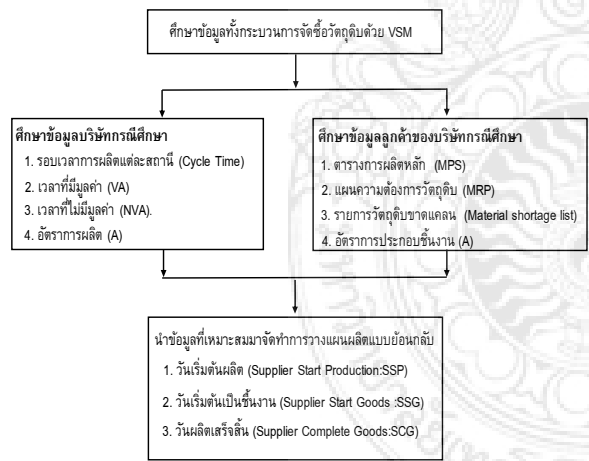 ศึกษาข้อมูลทั้งกระบวนการจัดซื้อวัตถุดิบด้วย VSM
ศึกษาข้อมูลบริษัทกรณีศึกษา
1. รอบเวลาการผลิตแต่ละสถานี (Cycle Time)
2. เวลาที่มีมูลค่า (VA)
3. เวลาที่ไม่มีมูลค่า (NVA).
4. อัตราการผลิต (A)
ศึกษาข้อมูลลูกค้าของบริษัทกรณีศึกษา
1. ตารางการผลิตหลัก (MPS)
2. แผนความต้องการวัตถุดิบ (MRP)
3. รายการวัตถุดิบขาดแคลน (Material shortage list)
4. อัตราการประกอบชิ้นงาน (A)
นำข้อมูลที่เหมาะสมมาจัดทำการวางแผนผลิตแบบย้อนกลับ
1. วันเริ่มต้นผลิต (Supplier Start Production:SSP)
2. วันเริ่มต้นเป็นชิ้นงาน (Supplier Start Goods :SSG)
3. วันผลิตเสร็จสิ้น (Supplier Complete Goods:SCG)